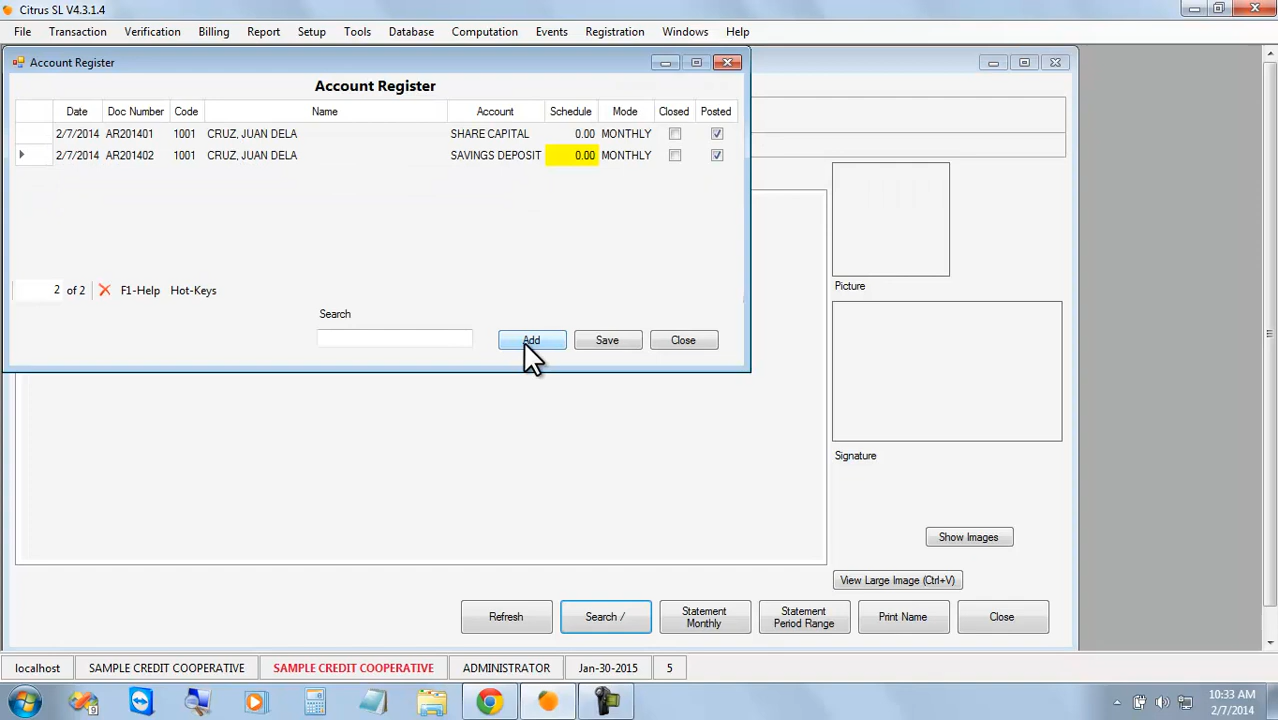 Citrus SL V4.3.1.4
File Transaction Verification Billing Report Setup Tools Database Computation Events Registration Windows Help
Account Register
Account Register
Date Doc Number Code Name Account Schedule Mode Closed Posted
2/7/2014 AR201401 1001 CRUZ, JUAN DELA SHARE CAPITAL 0.00 MONTHLY
2/7/2014 AR201402 1001 CRUZ, JUAN DELA SAVINGS DEPOSIT 0.00 MONTHLY
2 of 2 F1-Help Hot-Keys
Search
Add Save Close
Picture
Signature
Show Images
View Large Image (Ctrl+V)
Refresh Search / Statement Monthly Statement Period Range Print Name Close
localhost SAMPLE CREDIT COOPERATIVE SAMPLE CREDIT COOPERATIVE ADMINISTRATOR Jan-30-2015 5
10:33 AM
2/7/2014